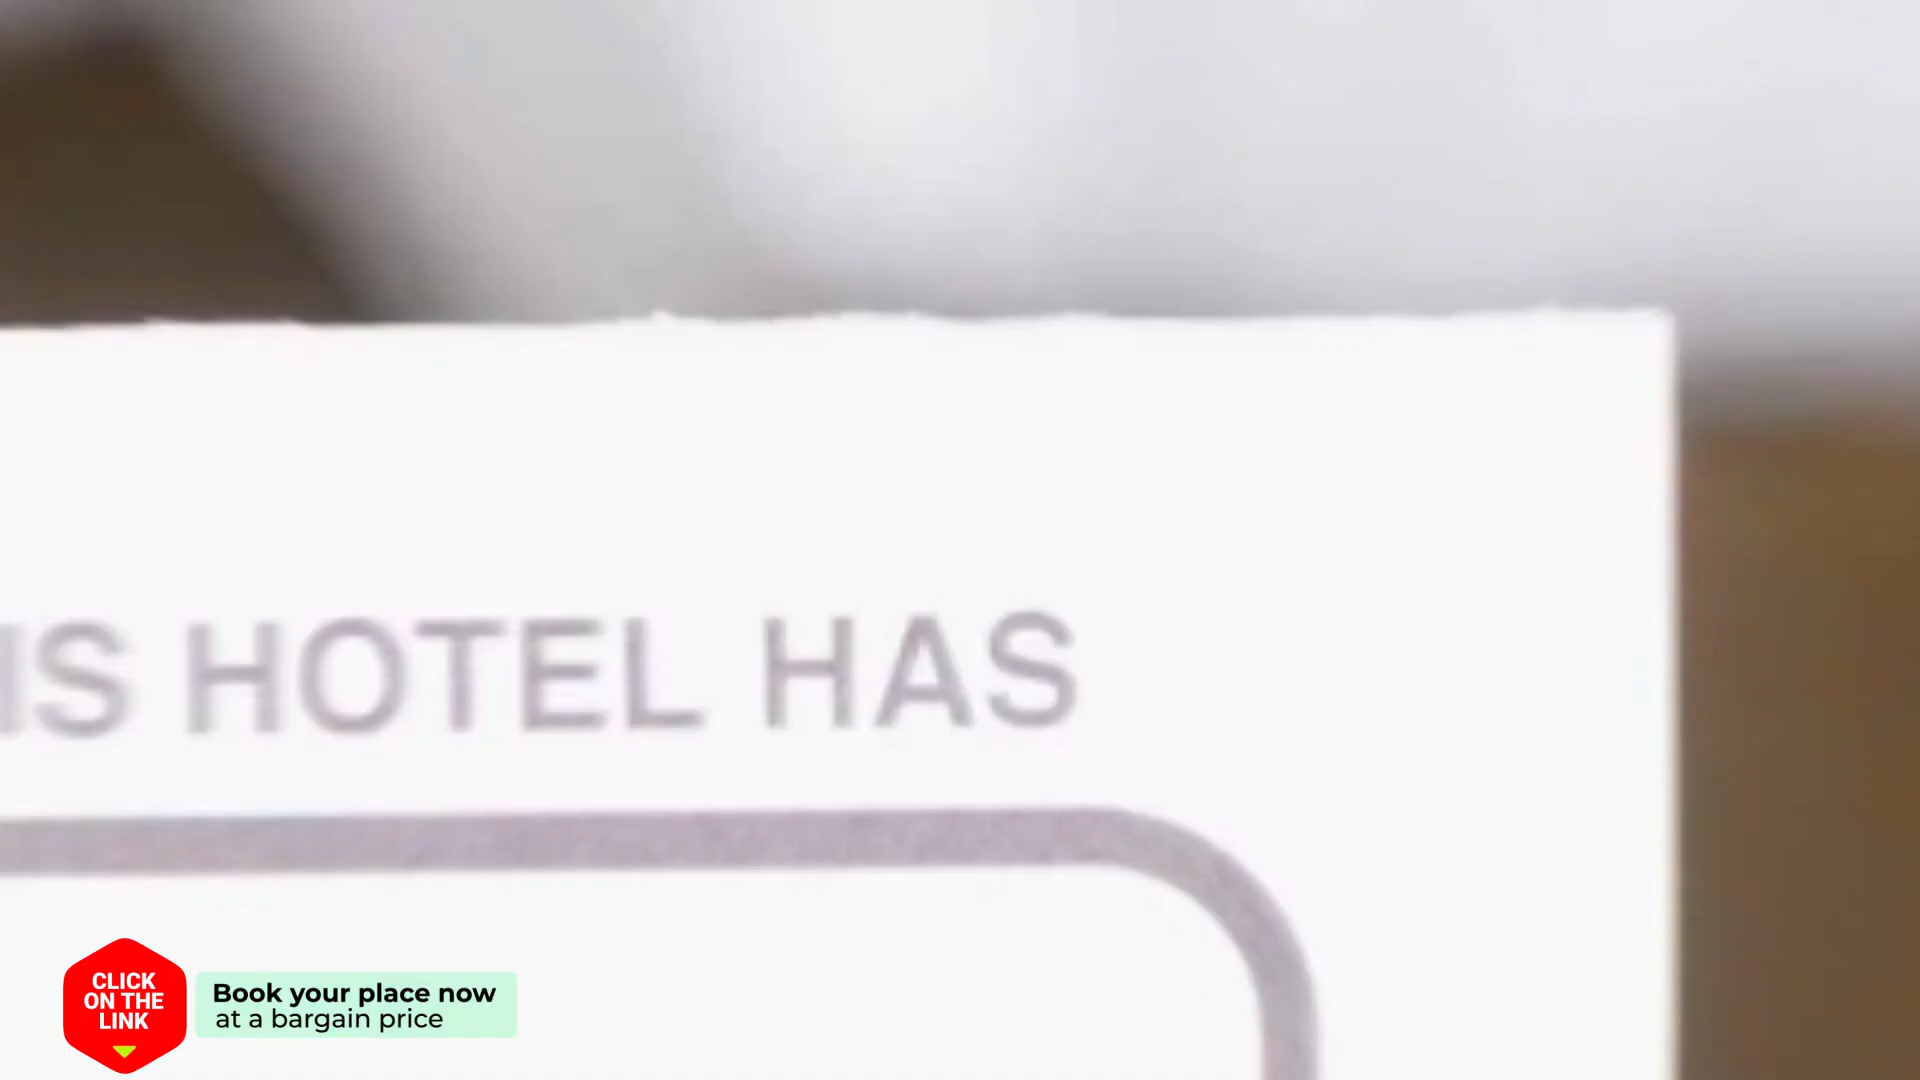 HOTEL HAS
CLICK
ON THE
LINK
Book your place now
at a bargain price